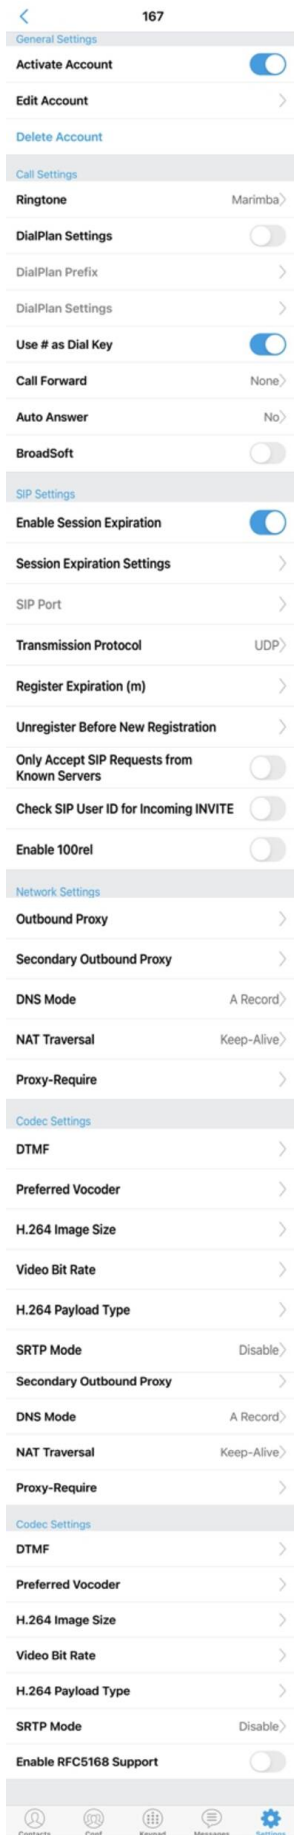 167
General Settings
Activate Account
Edit Account
Delete Account
Call Settings
Ringtone Marimba
DialPlan Settings
DialPlan Prefix
DialPlan Settings
Use # as Dial Key
Call Forward None
Auto Answer No
BroadSoft
SIP Settings
Enable Session Expiration
Session Expiration Settings
SIP Port
Transmission Protocol UDP
Register Expiration (m)
Unregister Before New Registration
Only Accept SIP Requests from
Known Servers
Check SIP User ID for Incoming INVITE
Enable 100rel
Network Settings
Outbound Proxy
Secondary Outbound Proxy
DNS Mode A Record
NAT Traversal Keep-Alive
Proxy-Require
Codec Settings
DTMF
Preferred Vocoder
H.264 Image Size
Video Bit Rate
H.264 Payload Type
SRTP Mode Disable
Secondary Outbound Proxy
DNS Mode A Record
NAT Traversal Keep-Alive
Proxy-Require
Codec Settings
DTMF
Preferred Vocoder
H.264 Image Size
Video Bit Rate
H.264 Payload Type
SRTP Mode Disable
Enable RFC5168 Support
Contacts Conf Keypad Messages Settings